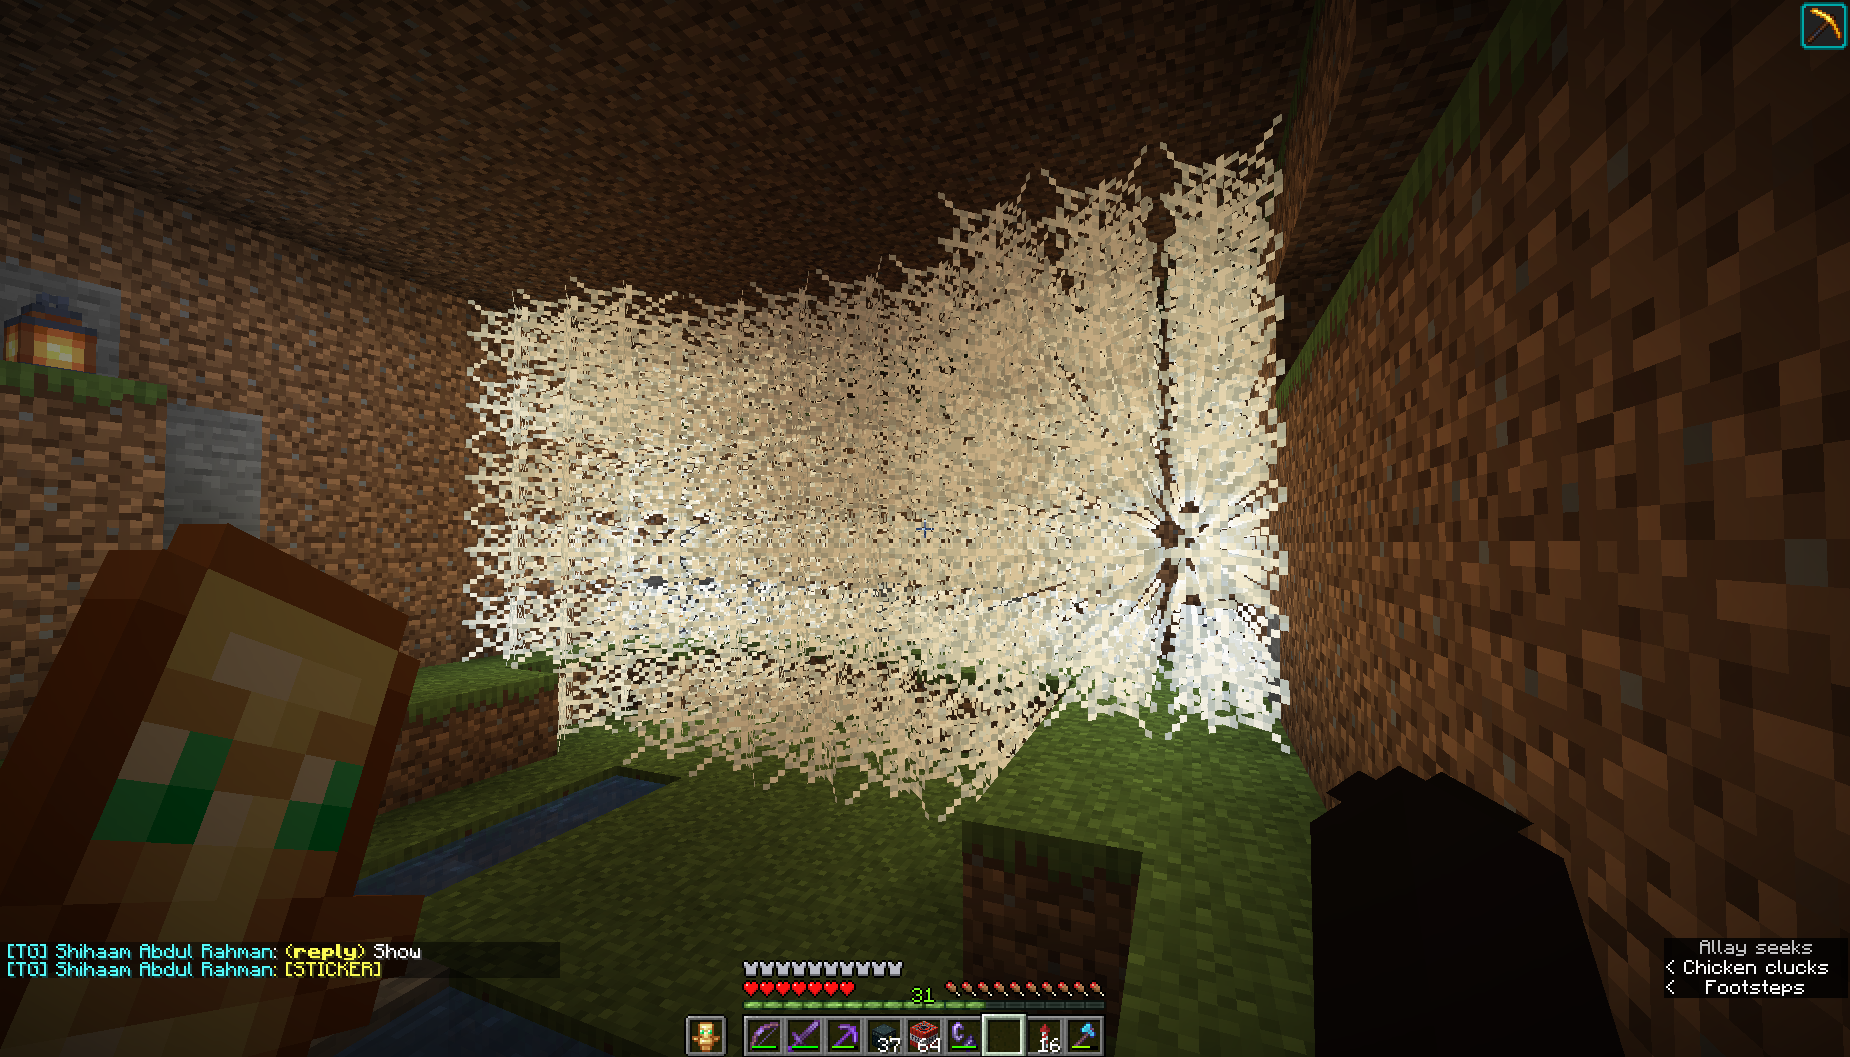 [TG] Shihaam Abdul Rahman: (reply) Show
[TG] Shihaam Abdul Rahman: [STICKER]
Allay seeks
< Chicken clucks
< Footsteps
31
37
64
16